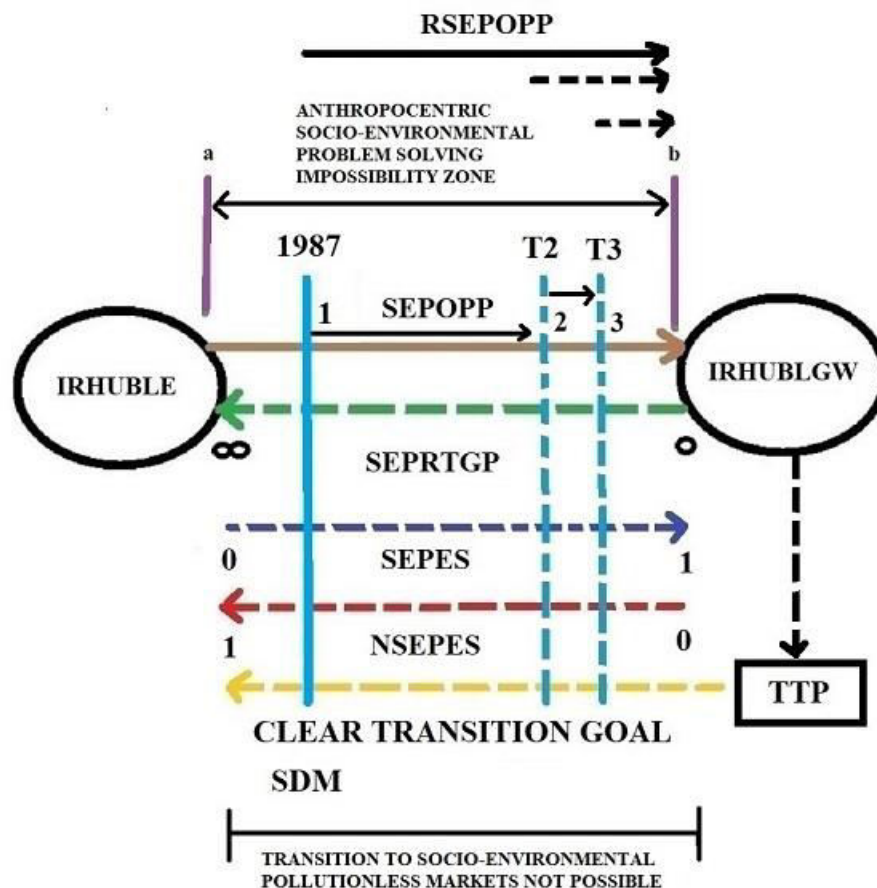 RSEPOPP
ANTHROPOCENTRIC
SOCIO-ENVIRONMENTAL
PROBLEM SOLVING
IMPOSSIBILITY ZONE
a
b
1987
T2
T3
1
SEPOPP
2
3
IRHUBLE
IRHUBLGW
∞
0
SEPRTGP
0
SEPES
1
1
NSEPES
0
TTP
CLEAR TRANSITION GOAL
SDM
TRANSITION TO SOCIO-ENVIRONMENTAL
POLLUTIONLESS MARKETS NOT POSSIBLE